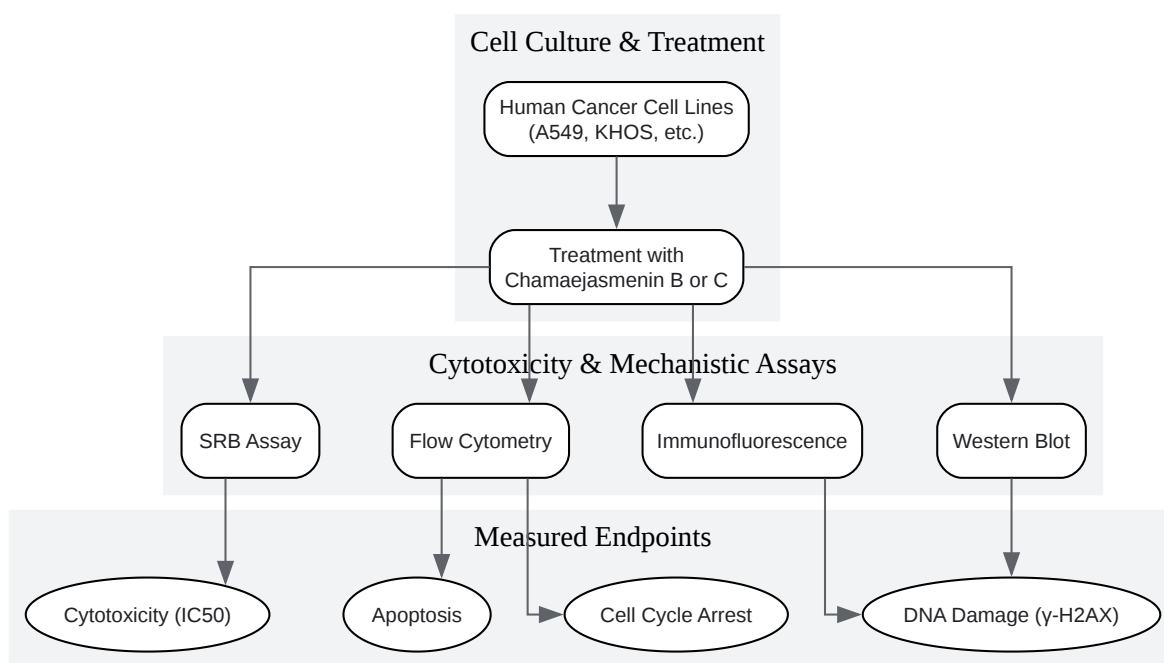 Cell Culture & Treatment
Human Cancer Cell Lines
(A549, KHOS, etc.)
Treatment with
Chamaejasmenin B or C
Cytotoxicity & Mechanistic Assays
SRB Assay
Flow Cytometry
Immunofluorescence
Western Blot
Measured Endpoints
Cytotoxicity (IC50)
Apoptosis
Cell Cycle Arrest
DNA Damage (γ-H2AX)